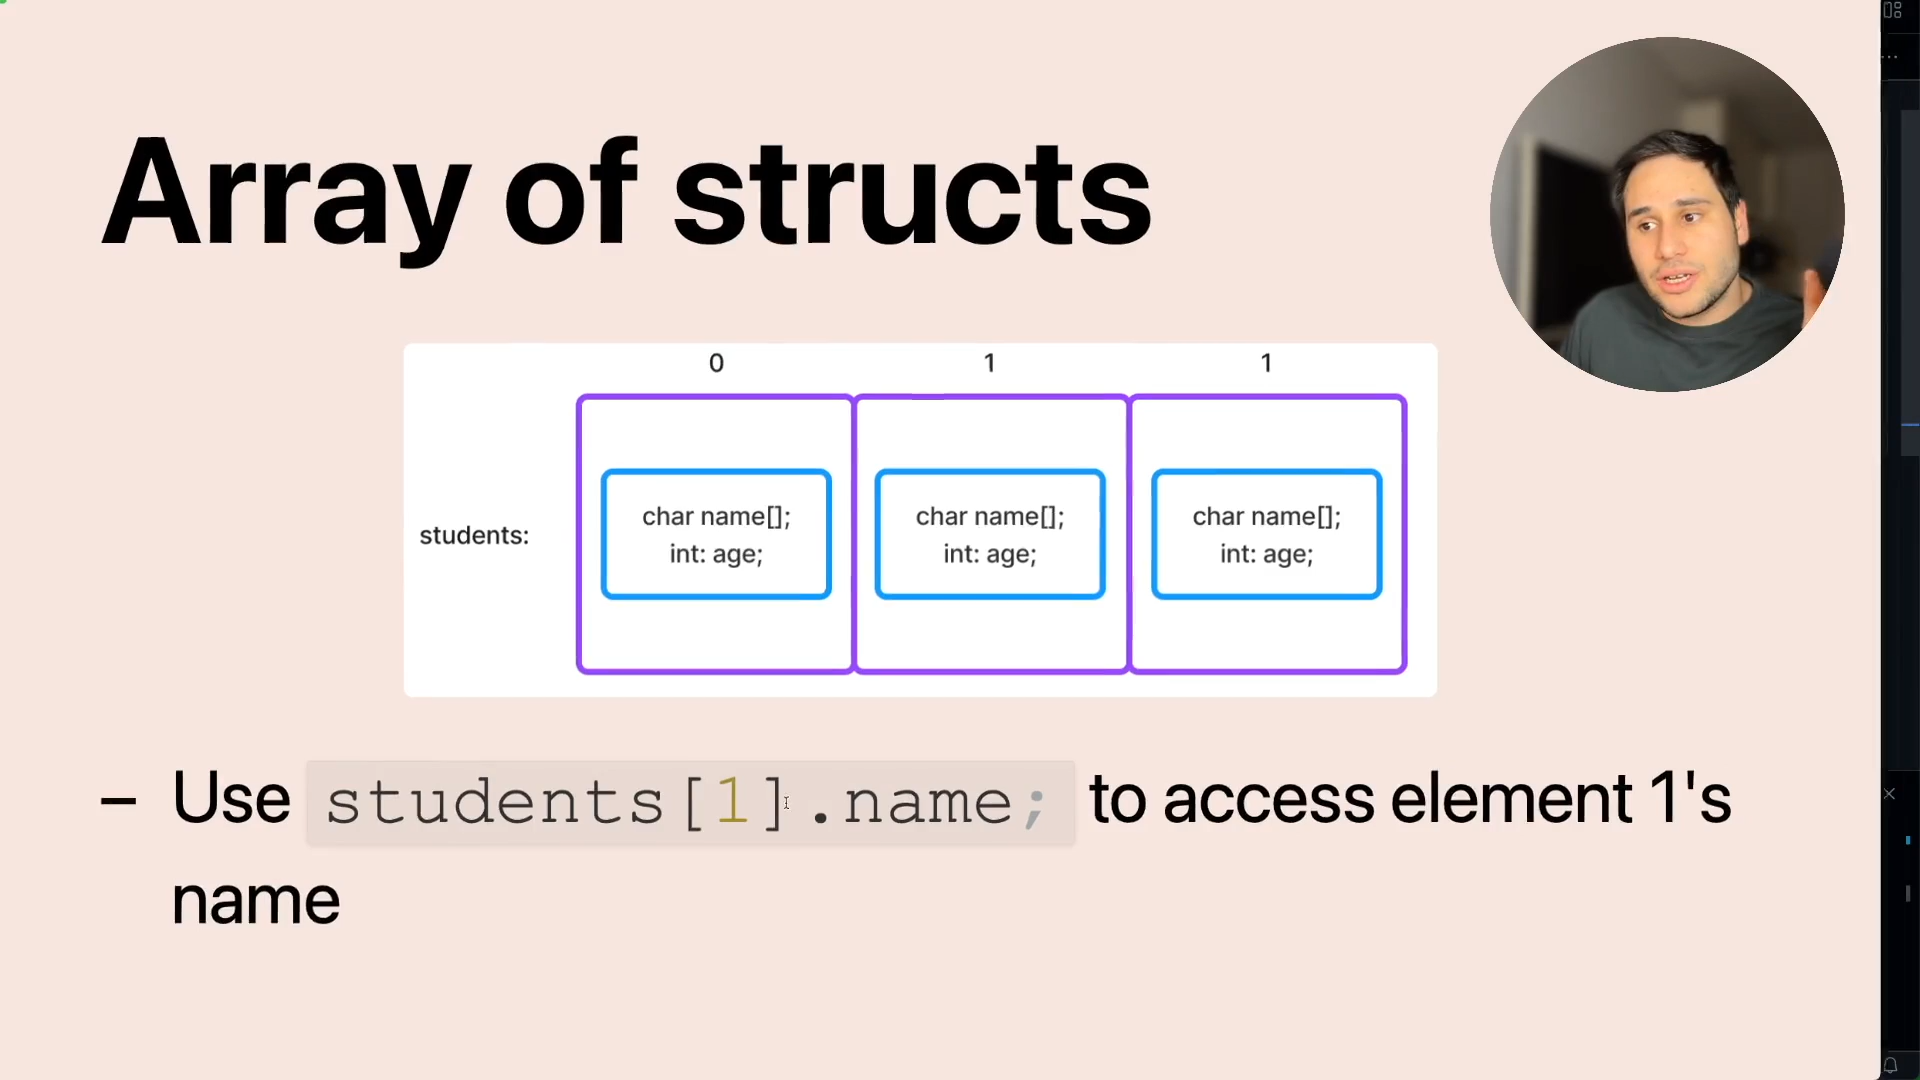 Array of structs
0 1 1
students:
char name[]; char name[]; char name[];
int: age; int: age; int: age;
– Use students[1].name; to access element 1's
name